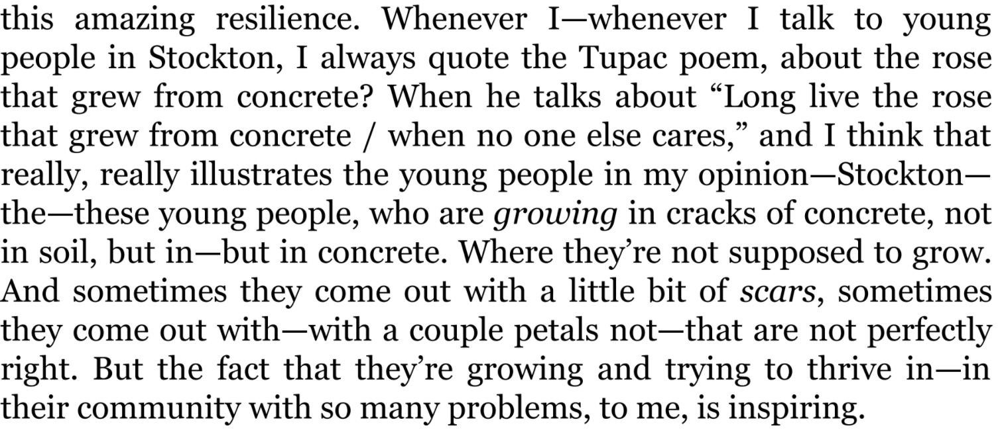 this amazing resilience. Whenever I—whenever I talk to young
people in Stockton, I always quote the Tupac poem, about the rose
that grew from concrete? When he talks about “Long live the rose
that grew from concrete / when no one else cares,” and I think that
really, really illustrates the young people in my opinion—Stockton—
the—these young people, who are growing in cracks of concrete, not
in soil, but in—but in concrete. Where they’re not supposed to grow.
And sometimes they come out with a little bit of scars, sometimes
they come out with—with a couple petals not—that are not perfectly
right. But the fact that they’re growing and trying to thrive in—in
their community with so many problems, to me, is inspiring.